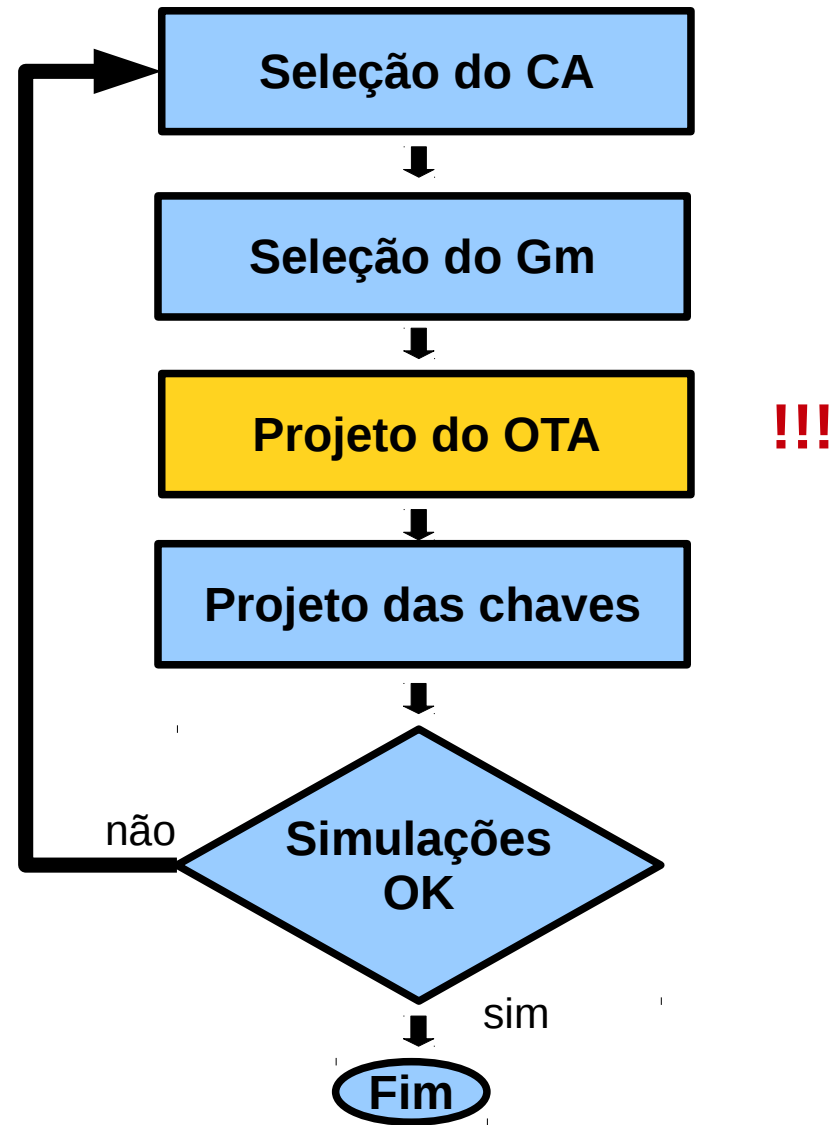 Seleção do CA
Seleção do Gm
Projeto do OTA
!!!
Projeto das chaves
não
Simulações
OK
sim
Fim